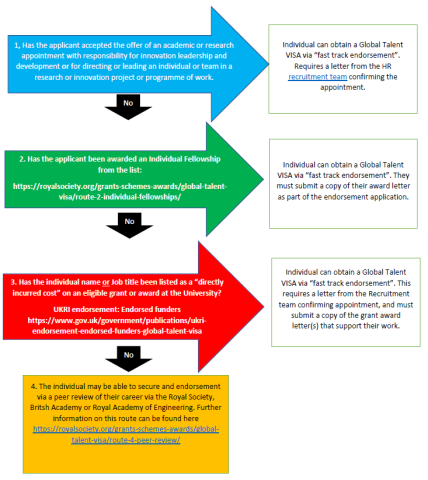 1, Has the applicant accepted the offer of an academic or research
appointment with responsibility for innovation leadership and
development or for directing or leading an individual or team in a
research or innovation project or programme of work.
Individual can obtain a Global Talent
VISA via “fast track endorsement”.
Requires a letter from the HR
recruitment team confirming the
appointment.
No
2. Has the applicant been awarded an Individual Fellowship
from the list:
https://royalsociety.org/grants-schemes-awards/global-talent-
visa/route-2-individual-fellowships/
Individual can obtain a Global Talent
VISA via “fast track endorsement”. They
must submit a copy of their award letter
as part of the endorsement application.
No
3. Has the individual name or Job title been listed as a “directly
incurred cost” on an eligible grant or award at the University?
UKRI endorsement: Endorsed funders
https://www.gov.uk/government/publications/ukri-
endorsement-endorsed-funders-global-talent-visa
Individual can obtain a Global Talent
VISA via “fast track endorsement”. This
requires a letter from the Recruitment
team confirming appointment, and must
submit a copy of the grant award
letter(s) that support their work.
No
4. The individual may be able to secure and endorsement
via a peer review of their career via the Royal Society,
Britsh Academy or Royal Academy of Engineering. Further
information on this route can be found here
https://royalsociety.org/grants-schemes-awards/global-
talent-visa/route-4-peer-review/